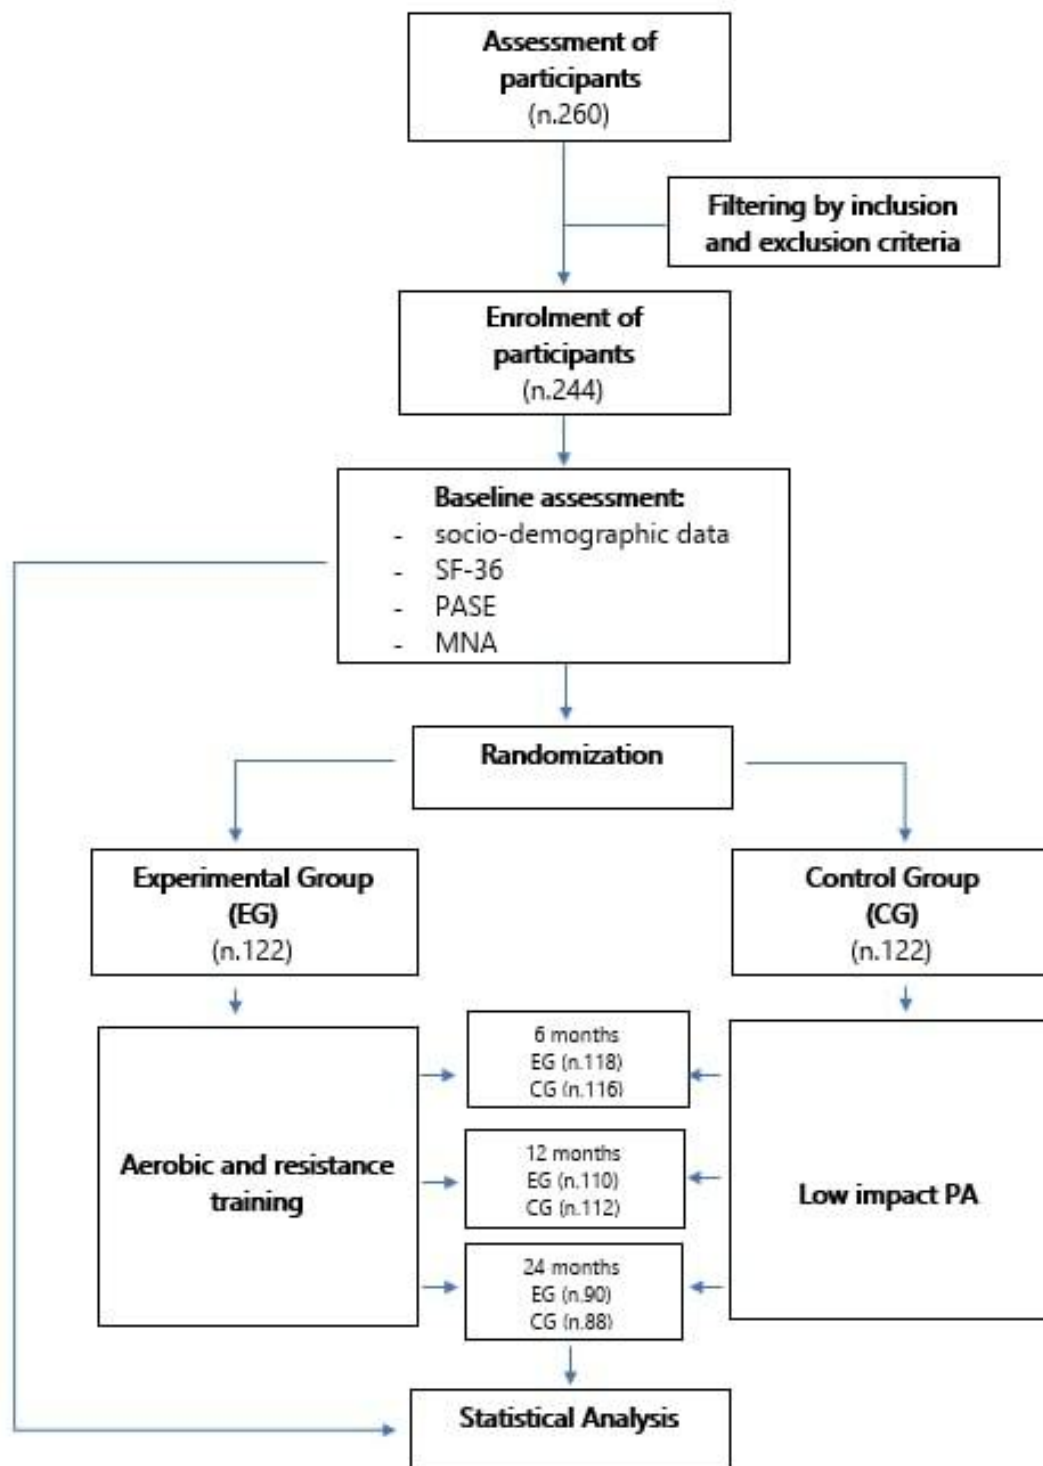 Assessment of
participants
(n.260)
Filtering by inclusion
and exclusion criteria
Enrolment of
participants
(n.244)
Baseline assessment:
- socio-demographic data
- SF-36
- PASE
- MNA
Randomization
Experimental Group
(EG)
(n.122)
Control Group
(CG)
(n.122)
Aerobic and resistance
training
6 months
EG (n.118)
CG (n.116)
12 months
EG (n.110)
CG (n.112)
24 months
EG (n.90)
CG (n.88)
Low impact PA
Statistical Analysis